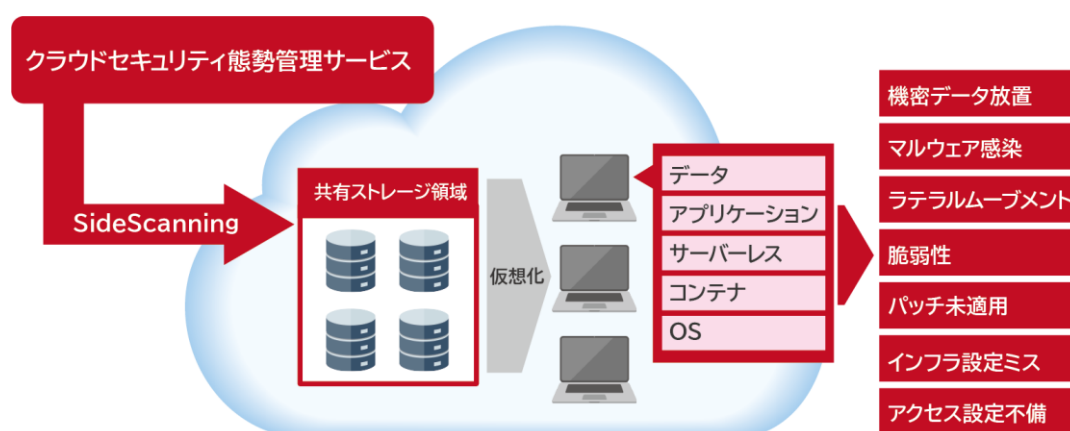 クラウドセキュリティ態勢管理サービス
SideScanning
共有ストレージ領域
仮想化
データ
アプリケーション
サーバーレス
コンテナ
OS
機密データ放置
マルウェア感染
ラテラルムーブメント
脆弱性
パッチ未適用
インフラ設定ミス
アクセス設定不備